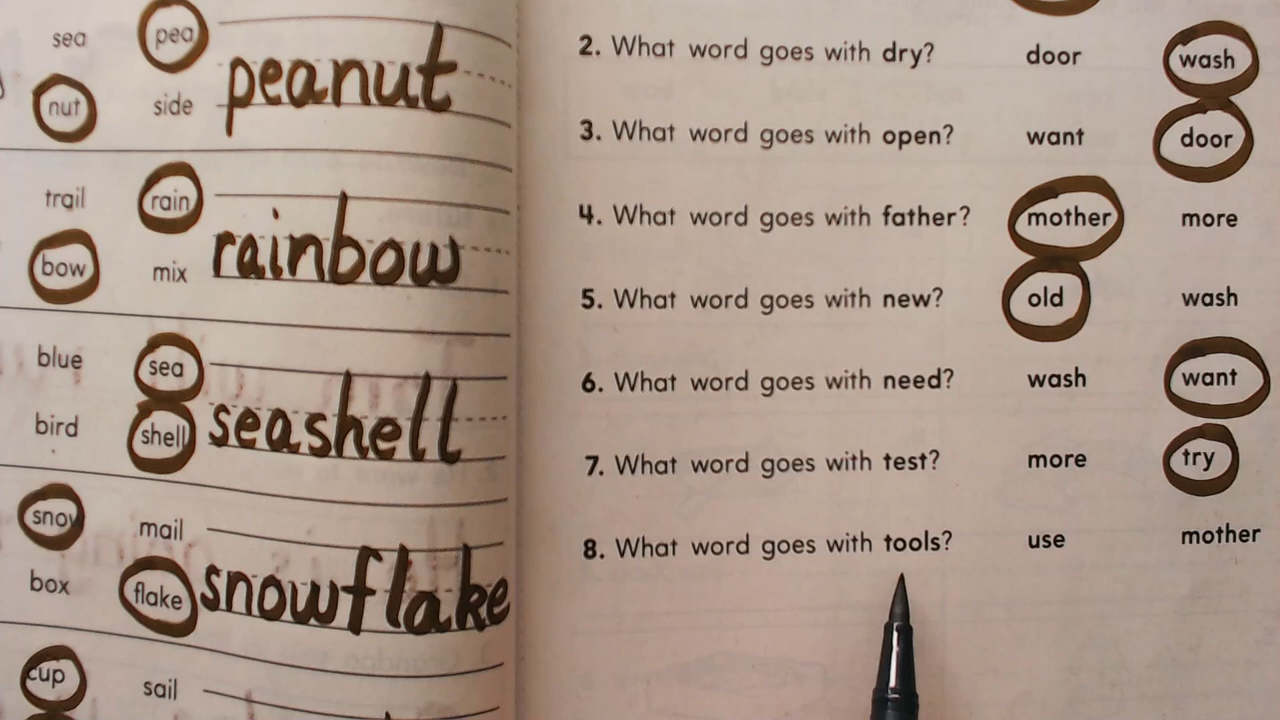 sea pea
nut side
peanut
trail rain
bow mix
rainbow
blue sea
bird shell
seashell
snow mail
box flake
snowflake
cup sail
2. What word goes with dry? door wash
3. What word goes with open? want door
4. What word goes with father? mother more
5. What word goes with new? old wash
6. What word goes with need? wash want
7. What word goes with test? more try
8. What word goes with tools? use mother